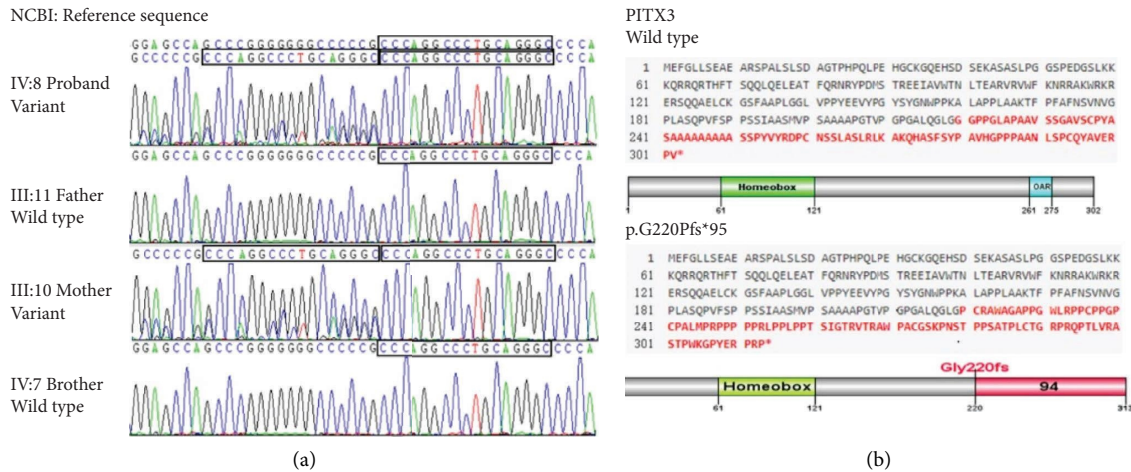 NCBI: Reference sequence
GGAGCCAGCCCGGGGGGGCCCCCGCCCAGGCCCTGCAGGGCCCCA
GCCCCCGCCCAGGCCCTGCAGGGCCCCAGGCCCTGCAGGGCCCCA
IV:8 Proband
Variant
GGAGCCAGCCCGGGGGGGCCCCCGCCCAGGCCCTGCAGGGCCCCA
III:11 Father
Wild type
GCCCCCGCCCAGGCCCTGCAGGGCCCCAGGCCCTGCAGGGCCCCA
III:10 Mother
Variant
GGAGCCAGCCCGGGGGGGCCCCCGCCCAGGCCCTGCAGGGCCCCA
IV:7 Brother
Wild type
(a)
PITX3
Wild type
1 MEFGLLSEAE ARSPALSLSD AGTPHPQLPE HGCKGQEHSD SEKASASLPG GSPEDGSLKK
61 KQRRQRTHFT SQQLQELEAT FQRNRYPDMS TREEIAVWTN LTEARVRVWF KNRRAKWRKR
121 ERSQQAELCK GSFAAPLGGL VPPYEEVYPG YSYGNWPPKA LAPPLAAKTF PFAFNSVNVG
181 PLASQPVFSP PSSIAASMVP SAAAAPGTVP GPGALQGLGG GPPGLAPAAV SSGAVSCPYA
241 SAAAAAAAAA SSPYVYRDPC NSSLASLRLK AKQHASFSYP AVHGPPPAAN LSPCQYAVER
301 PV*
Homeobox
OAR
1 61 121 261 275 302
p.G220Pfs*95
1 MEFGLLSEAE ARSPALSLSD AGTPHPQLPE HGCKGQEHSD SEKASASLPG GSPEDGSLKK
61 KQRRQRTHFT SQQLQELEAT FQRNRYPDMS TREEIAVWTN LTEARVRVWF KNRRAKWRKR
121 ERSQQAELCK GSFAAPLGGL VPPYEEVYPG YSYGNWPPKA LAPPLAAKTF PFAFNSVNVG
181 PLASQPVFSP PSSIAASMVP SAAAAPGTVP GPGALQGLGP CRAWAGAPPG WLRPPCPPGP
241 CPALMPRPPP PPRLPPLPPT SIGTRVTRAW PACGSKPNST PPSATPLCTG RPRQPTLVRA
301 STPWKGPYER PRP*
Gly220fs
Homeobox
94
61 121 220 313
(b)